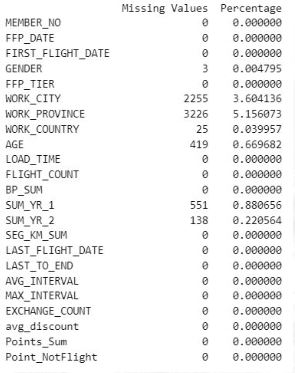 Missing Values Percentage
MEMBER_NO 0 0.000000
FFP_DATE 0 0.000000
FIRST_FLIGHT_DATE 0 0.000000
GENDER 3 0.004795
FFP_TIER 0 0.000000
WORK_CITY 2255 3.604136
WORK_PROVINCE 3226 5.156073
WORK_COUNTRY 25 0.039957
AGE 419 0.669682
LOAD_TIME 0 0.000000
FLIGHT_COUNT 0 0.000000
BP_SUM 0 0.000000
SUM_YR_1 551 0.880656
SUM_YR_2 138 0.220564
SEG_KM_SUM 0 0.000000
LAST_FLIGHT_DATE 0 0.000000
LAST_TO_END 0 0.000000
AVG_INTERVAL 0 0.000000
MAX_INTERVAL 0 0.000000
EXCHANGE_COUNT 0 0.000000
avg_discount 0 0.000000
Points_Sum 0 0.000000
Point_NotFlight 0 0.000000